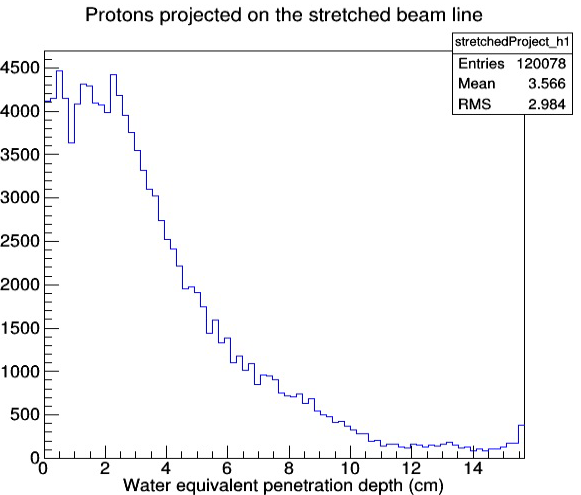 Protons projected on the stretched beam line
stretchedProject_h1
Entries 120078
Mean 3.566
RMS 2.984
4500
4000
3500
3000
2500
2000
1500
1000
500
0
0 2 4 6 8 10 12 14
Water equivalent penetration depth (cm)